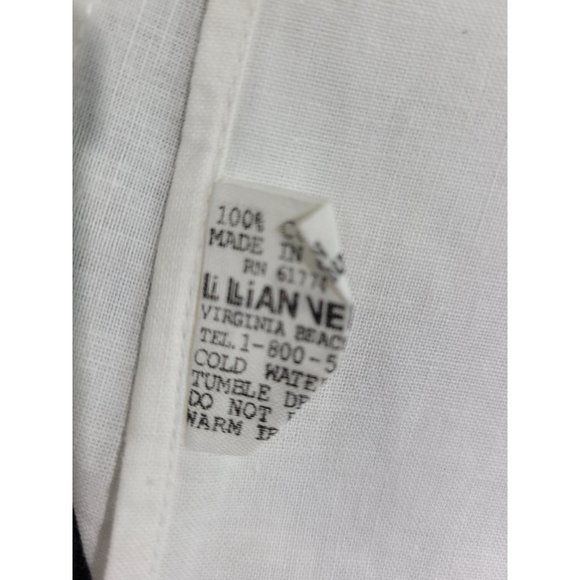 100% C
MADE IN
RN 6177
LILLIAN VE
VIRGINIA BEAC
TEL. 1-800-5
COLD WATE
TUMBLE DR
DO NOT
WARM IR